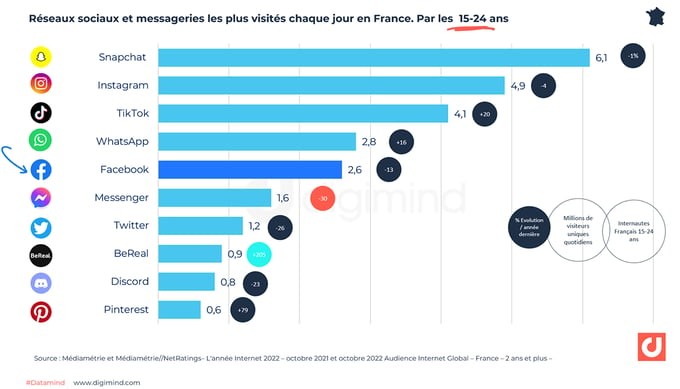 Réseaux sociaux et messageries les plus visités chaque jour en France. Par les 15-24 ans
Snapchat 6,1 -1%
Instagram 4,9 -4
TikTok 4,1 +20
WhatsApp 2,8 +16
Facebook 2,6 -13
Messenger 1,6 -30
Twitter 1,2 -26
BeReal. BeReal 0,9 +205
Discord 0,8 -23
Pinterest 0,6 +79
digimind
% Evolution
/ année
dernière
Millions de
visiteurs
uniques
quotidiens
Internautes
Français 15-24
ans
Source : Médiamétrie et Médiamétrie//NetRatings– L'année Internet 2022 – octobre 2021 et octobre 2022 Audience Internet Global – France – 2 ans et plus –
#Datamind www.digimind.com